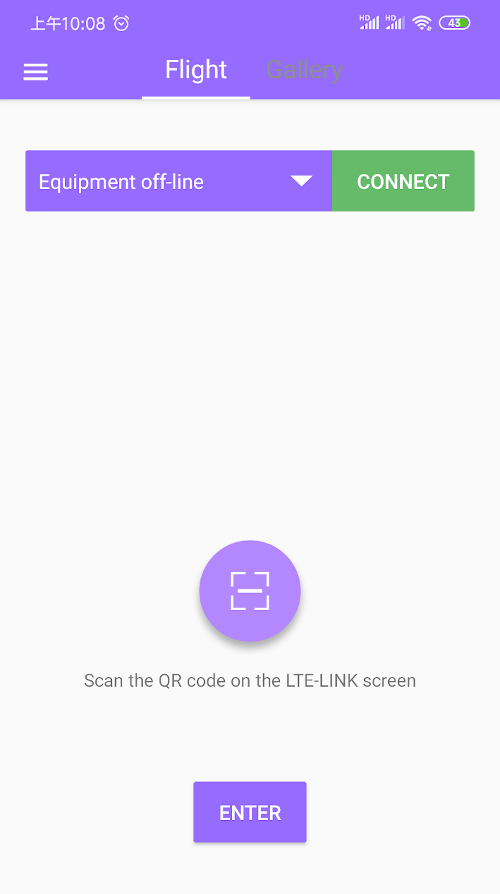 上午10:08
HD HD 43
Flight Gallery
Equipment off-line CONNECT
Scan the QR code on the LTE-LINK screen
ENTER